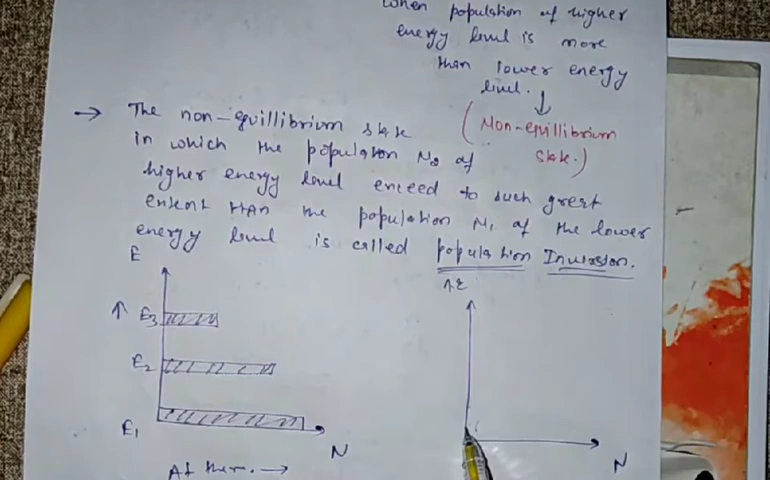 when population of higher
energy level is more
than lower energy
level.
(Non-equillibrium
state.)
→ The non-equillibrium state
in which the population N₂ of
higher energy level exceed to such great
extent than the population N₁ of the lower
energy level is called population Inversion.
E
↑ E3
E2
E1
N
At therm. →
↑E
N